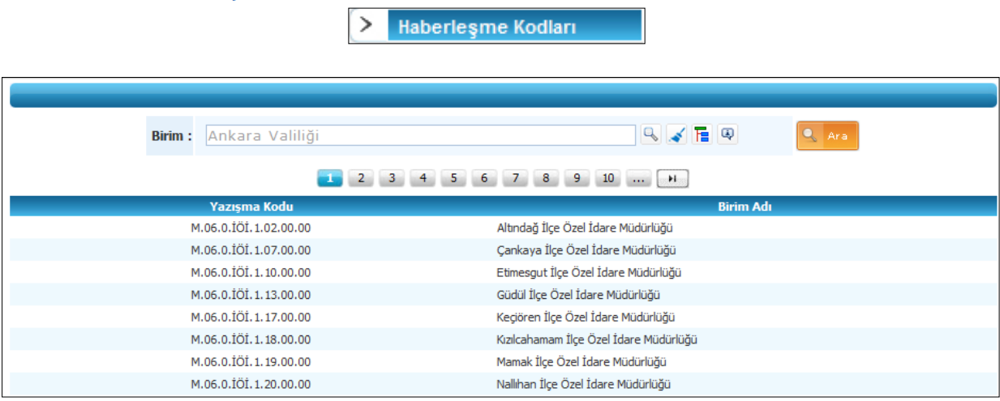 Haberleşme Kodları
Birim : Ankara Valiliği Ara
1 2 3 4 5 6 7 8 9 10 ...
Yazışma Kodu Birim Adı
M.06.0.İÖİ.1.02.00.00 Altındağ İlçe Özel İdare Müdürlüğü
M.06.0.İÖİ.1.07.00.00 Çankaya İlçe Özel İdare Müdürlüğü
M.06.0.İÖİ.1.10.00.00 Etimesgut İlçe Özel İdare Müdürlüğü
M.06.0.İÖİ.1.13.00.00 Güdül İlçe Özel İdare Müdürlüğü
M.06.0.İÖİ.1.17.00.00 Keçiören İlçe Özel İdare Müdürlüğü
M.06.0.İÖİ.1.18.00.00 Kızılcahamam İlçe Özel İdare Müdürlüğü
M.06.0.İÖİ.1.19.00.00 Mamak İlçe Özel İdare Müdürlüğü
M.06.0.İÖİ.1.20.00.00 Nallıhan İlçe Özel İdare Müdürlüğü